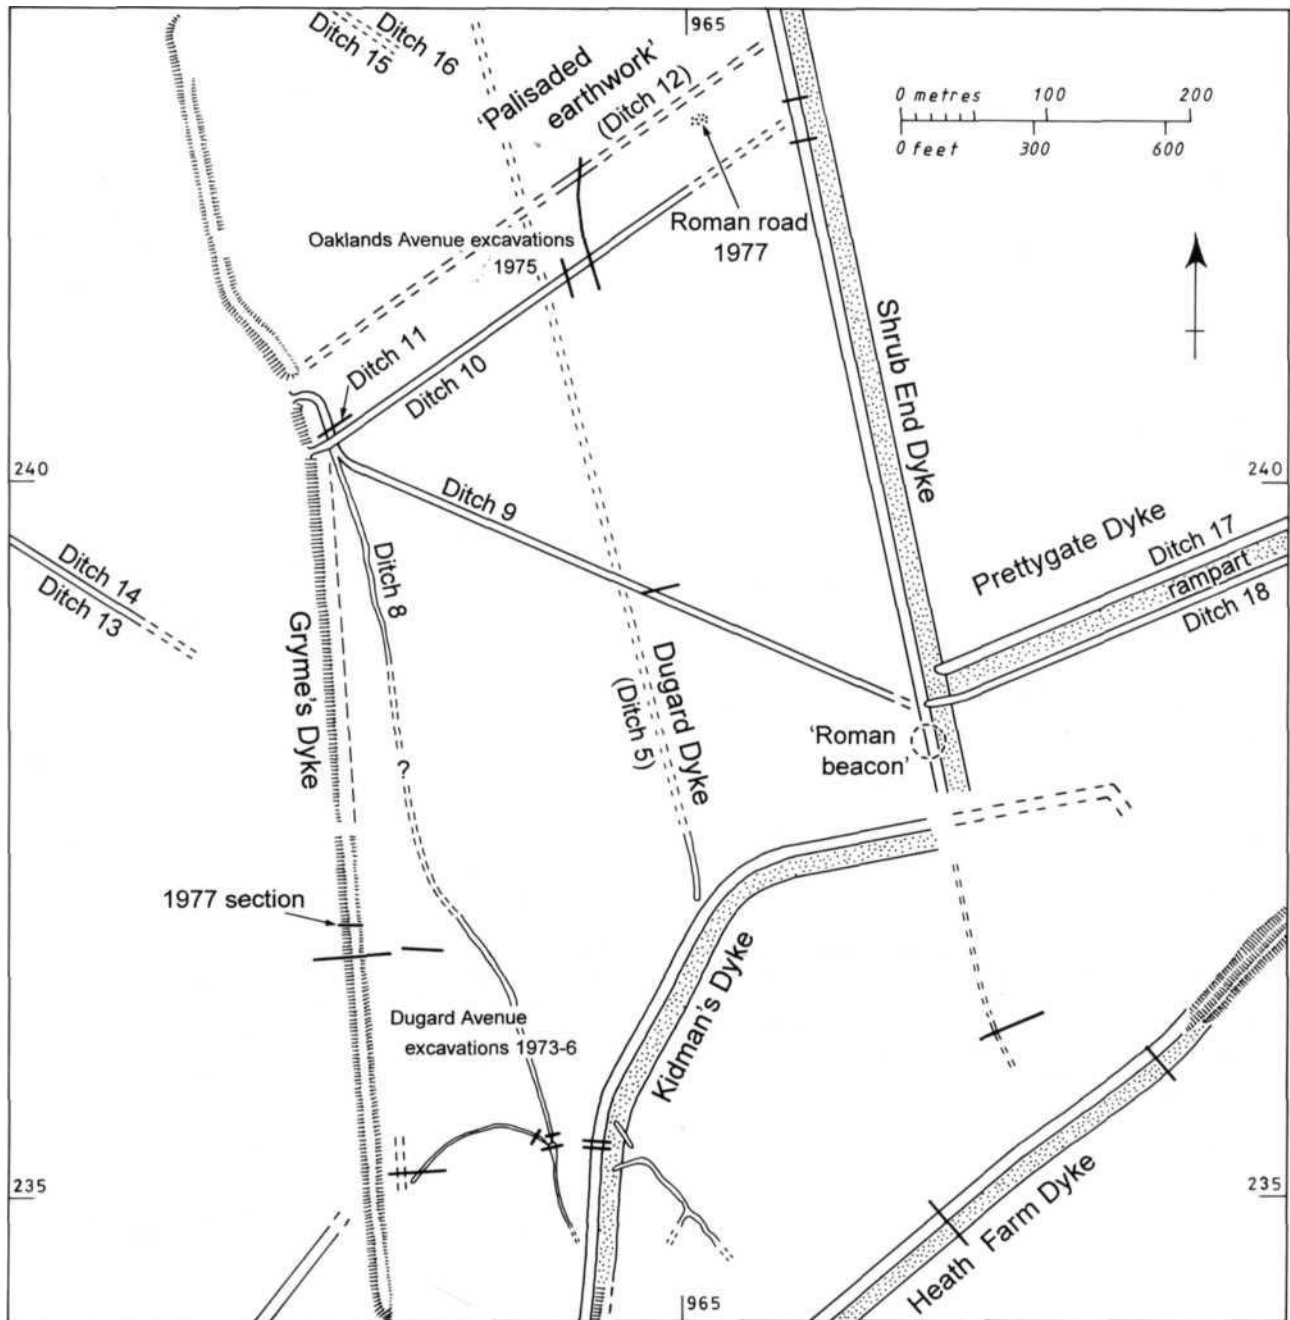 965
Ditch 16
Ditch 15
'Palisaded
earthwork'
(Ditch 12)
0 metres 100 200
0 feet 300 600
Roman road
1977
Oaklands Avenue excavations
1975
Ditch 11
Ditch 10
Shrub End Dyke
240
240
Ditch 9
Prettygate Dyke
Ditch 17
rampart
Ditch 18
Ditch 14
Ditch 13
Ditch 8
Gryme's Dyke
Dugard Dyke
(Ditch 5)
'Roman
beacon'
?
1977 section
Kidman's Dyke
Dugard Avenue
excavations 1973-6
235
235
Heath Farm Dyke
965